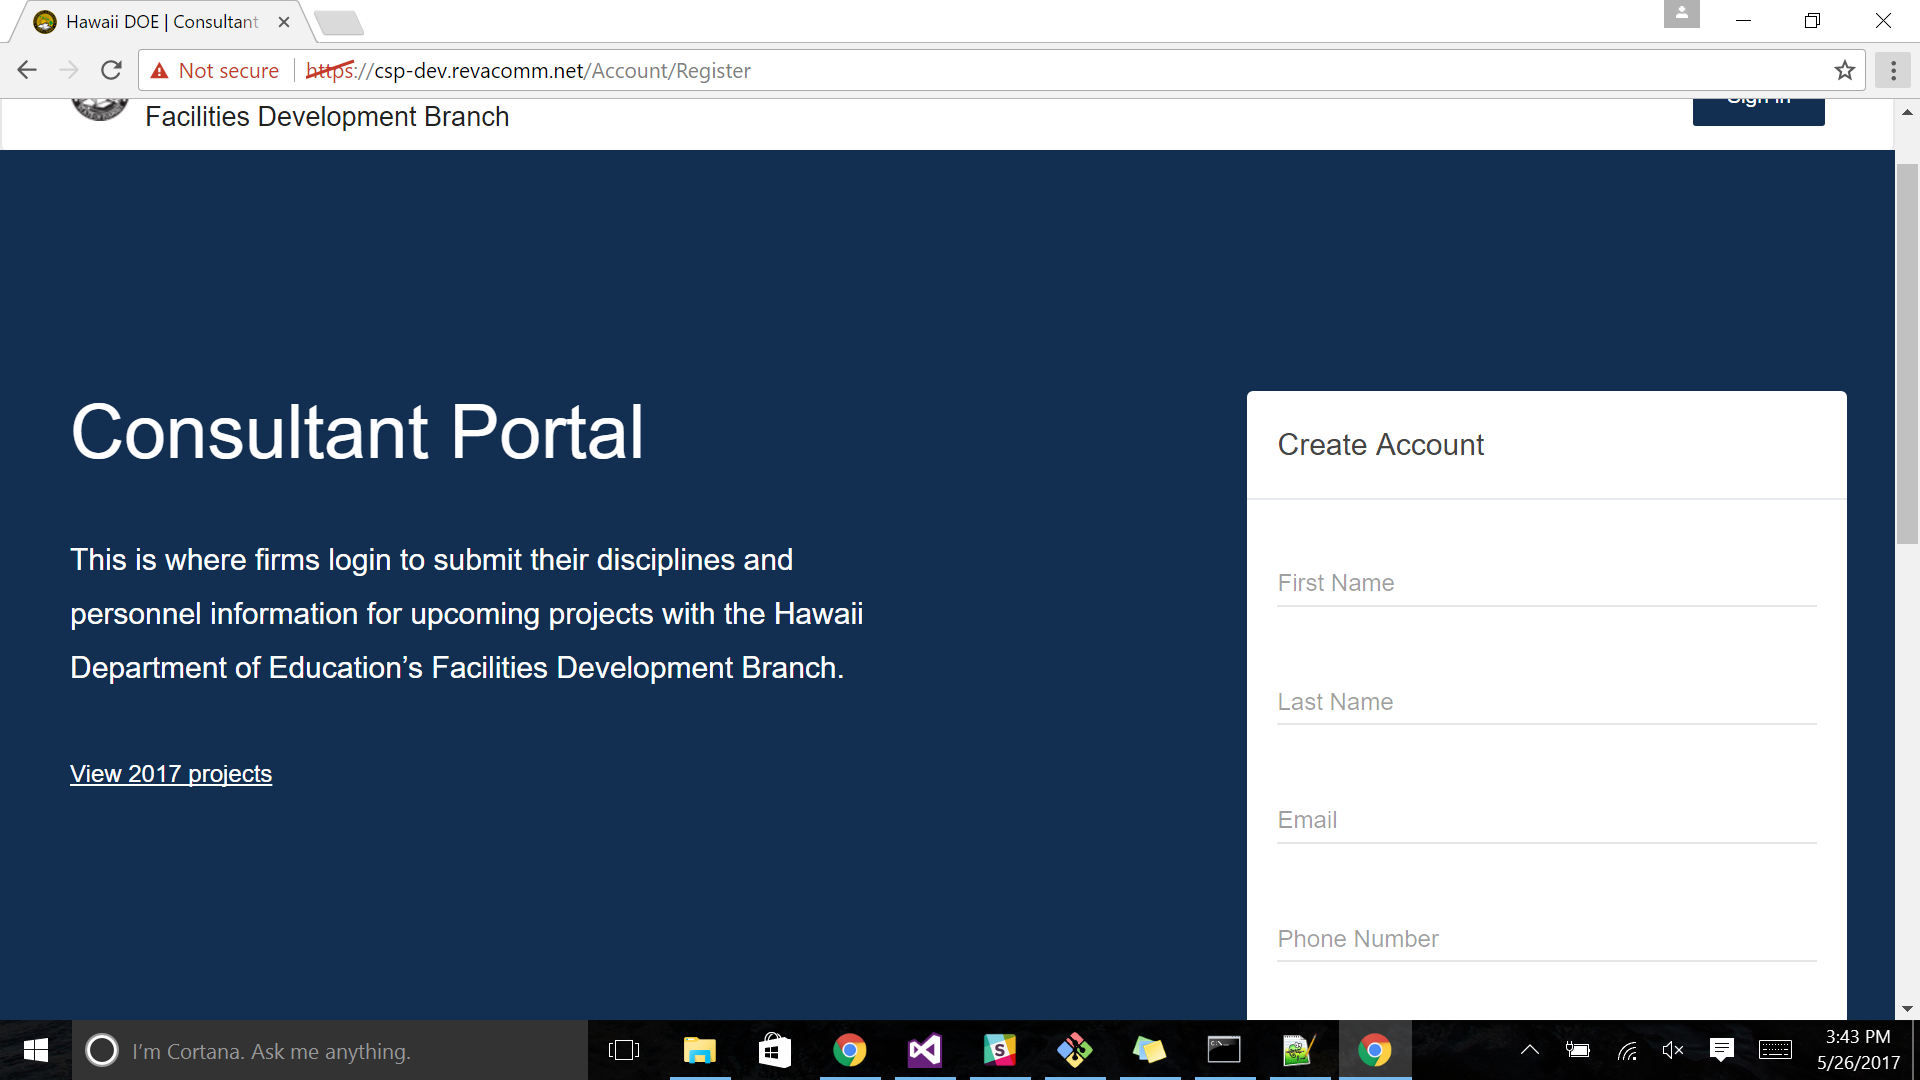 Hawaii DOE | Consultant
Not secure
https://csp-dev.revacomm.net/Account/Register
Facilities Development Branch
Sign in
Consultant Portal
This is where firms login to submit their disciplines and
personnel information for upcoming projects with the Hawaii
Department of Education’s Facilities Development Branch.
View 2017 projects
Create Account
First Name
Last Name
Email
Phone Number
I’m Cortana. Ask me anything.
3:43 PM
5/26/2017